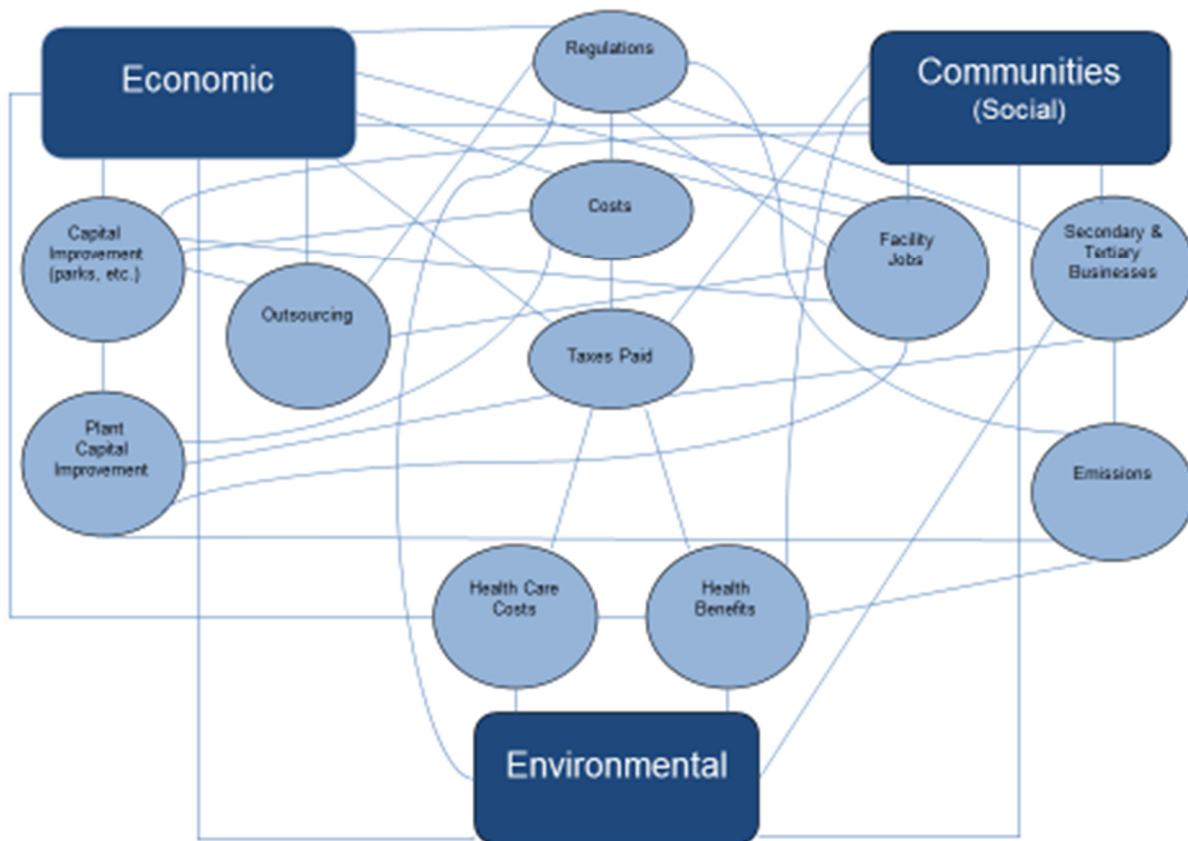 Economic
Regulations
Communities
(Social)
Costs
Capital
Improvement
(parks, etc.)
Facility
Jobs
Secondary &
Tertiary
Businesses
Outsourcing
Taxes Paid
Plant
Capital
Improvement
Emissions
Health Care
Costs
Health
Benefits
Environmental